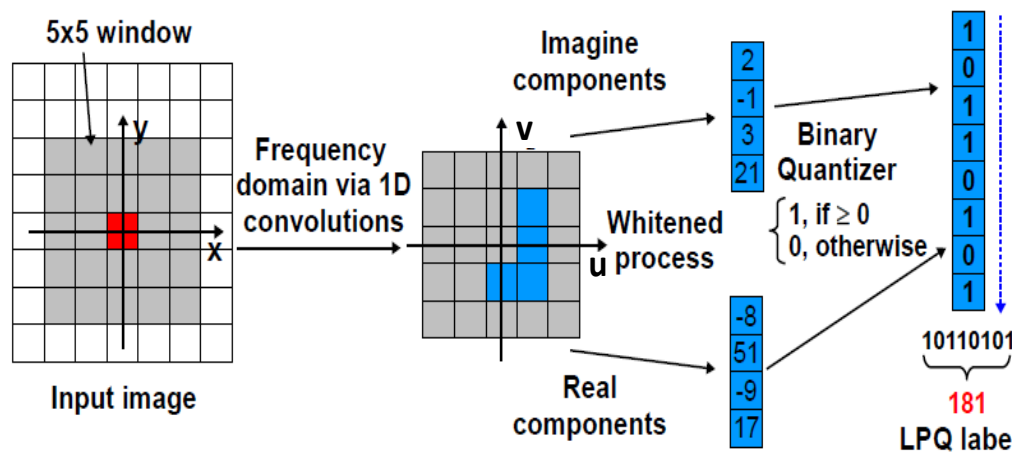 5x5 window
y
x
Input image
Frequency
domain via 1D
convolutions
v
u
Imagine
components
2
-1
3
21
Whitened
process
Real
components
-8
51
-9
17
Binary
Quantizer
1, if ≥ 0
0, otherwise
1
0
1
1
0
1
0
1
10110101
181
LPQ labe